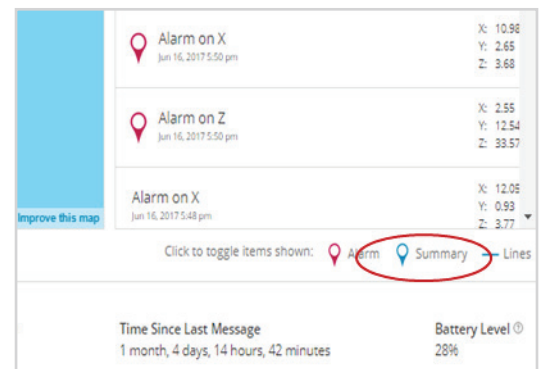 Alarm on X X: 10.98
Jun 16, 2017 5:50 pm Y: 2.65
Z: 3.68
Alarm on Z X: 2.55
Jun 16, 2017 5:50 pm Y: 12.54
Z: 33.57
Alarm on X X: 12.05
Jun 16, 2017 5:48 pm Y: 0.93
Improve this map Z: 3.77
Click to toggle items shown: Alarm Summary Lines
Time Since Last Message Battery Level
1 month, 4 days, 14 hours, 42 minutes 28%